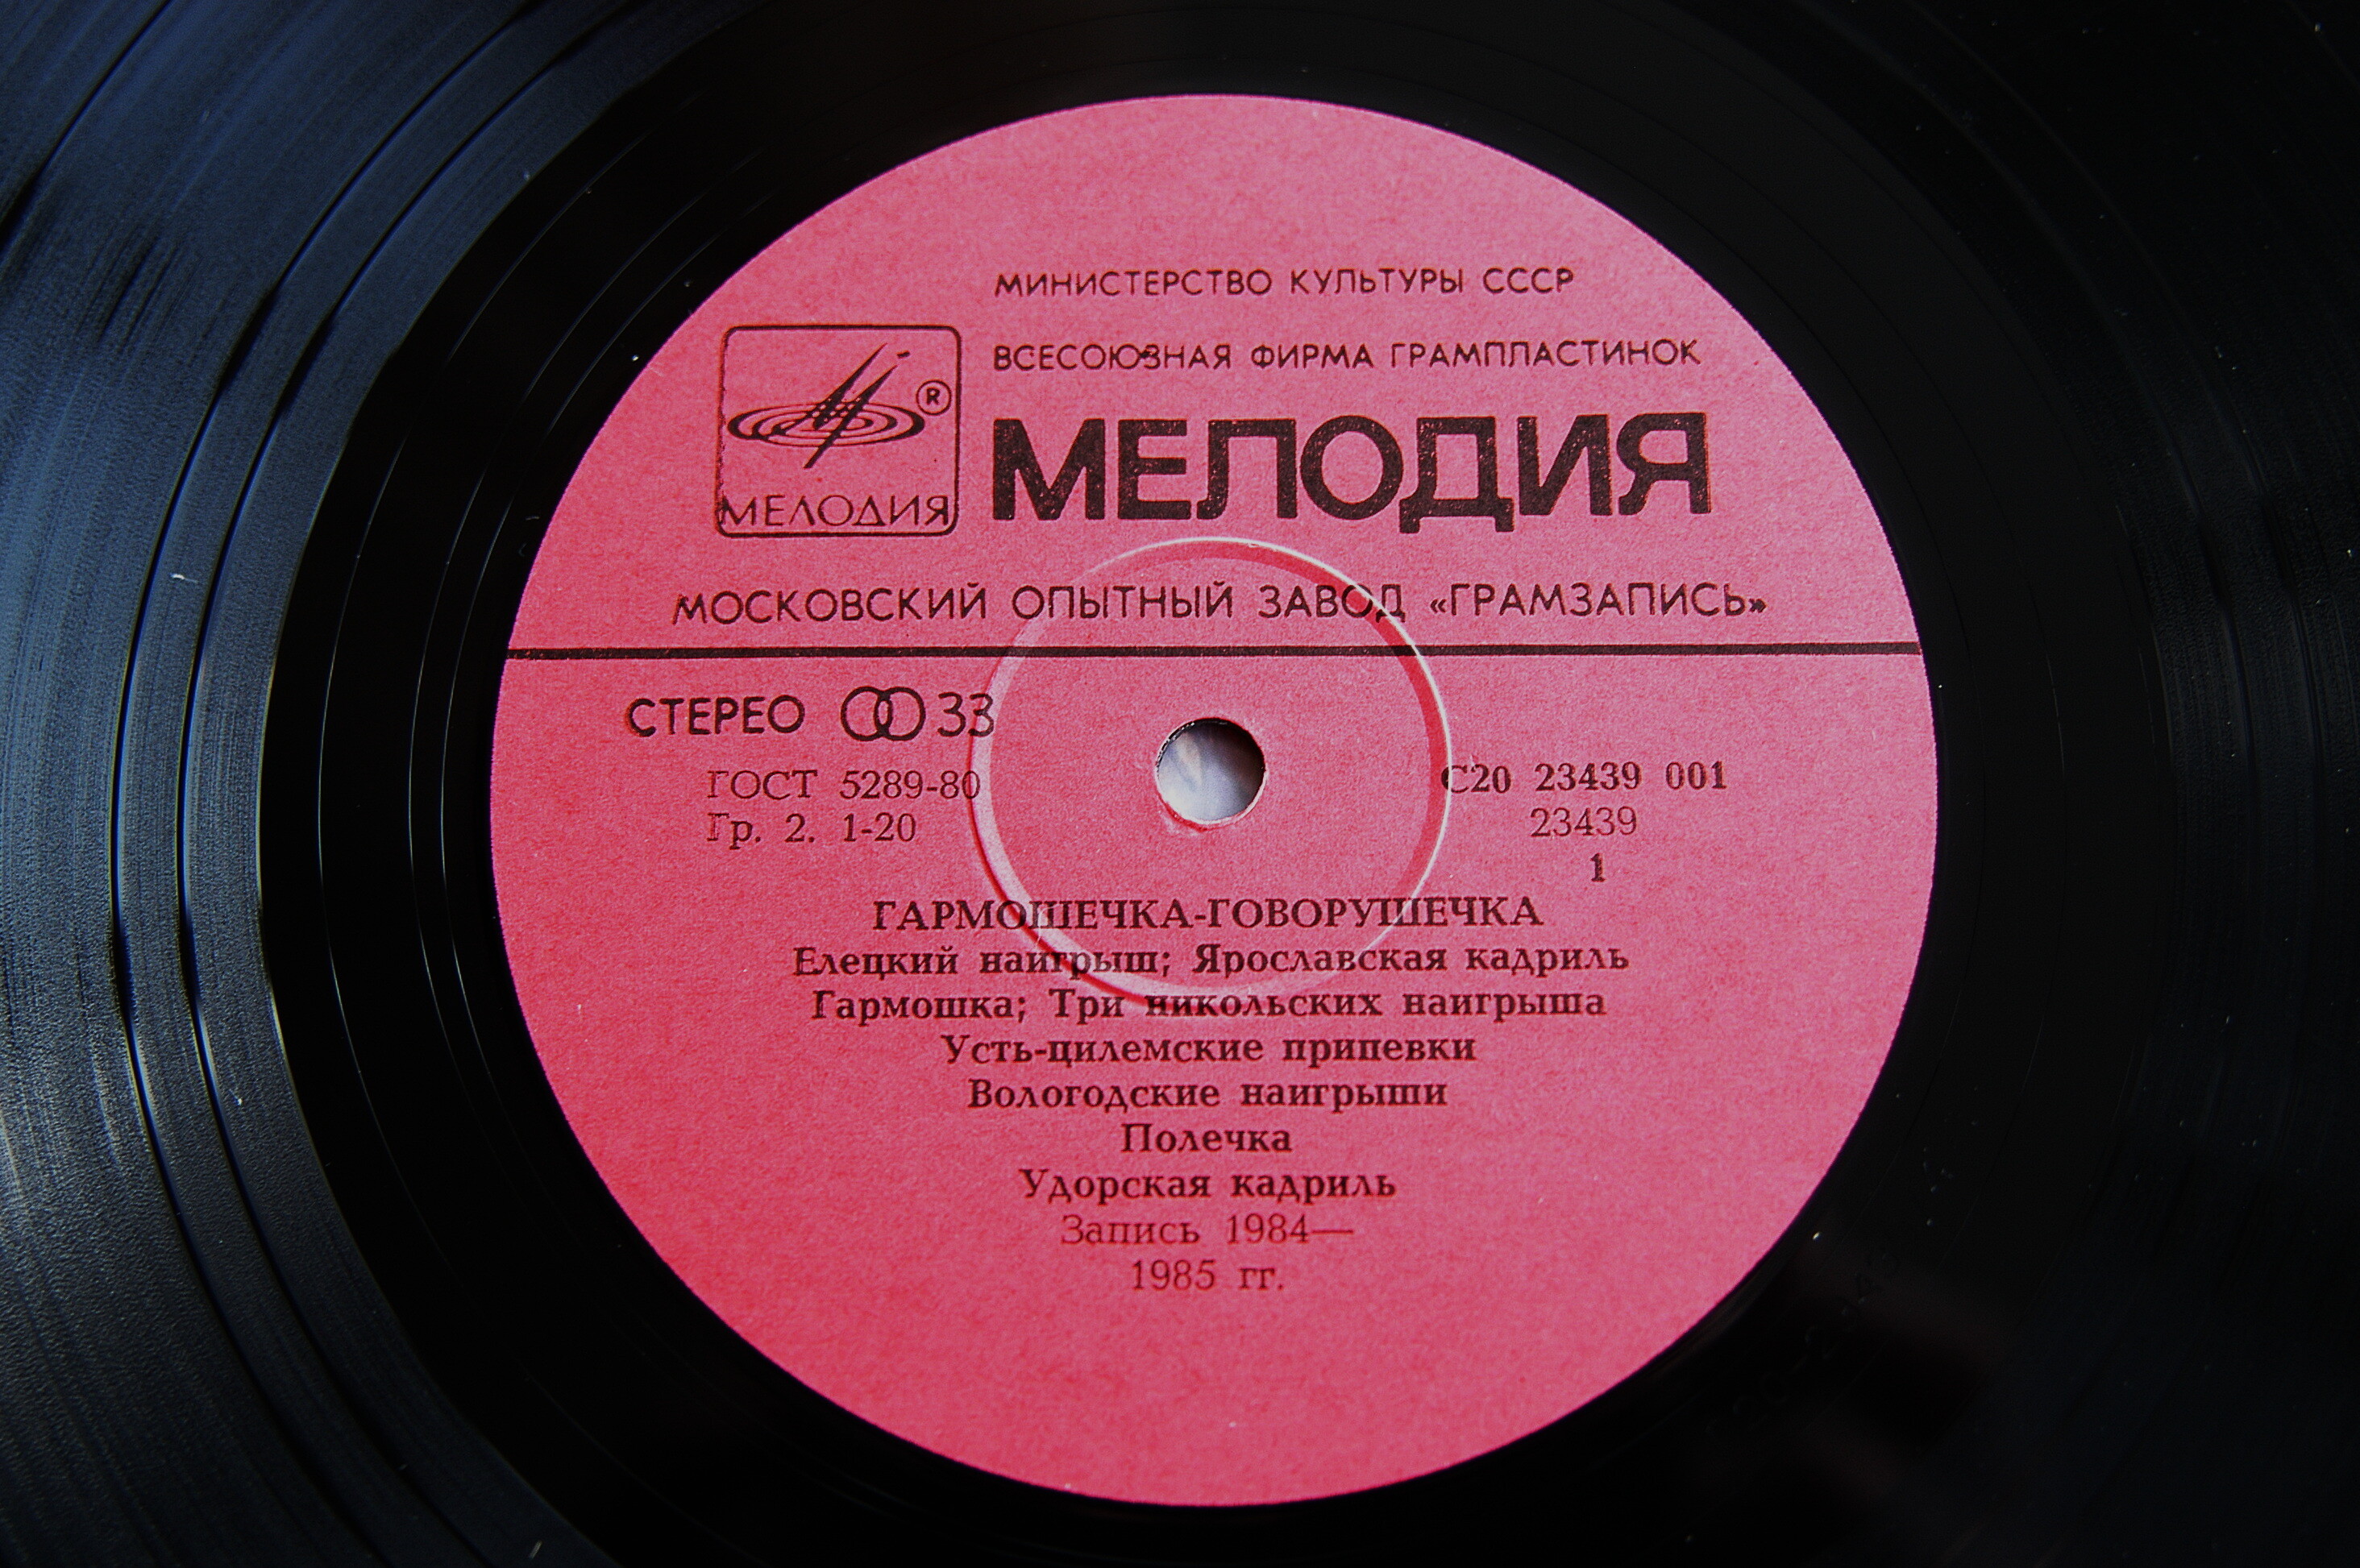 МИНИСТЕРСТВО КУЛЬТУРЫ СССР
ВСЕСОЮЗНАЯ ФИРМА ГРАМПЛАСТИНОК
®
МЕЛОДИЯ
МЕЛОДИЯ
МОСКОВСКИЙ ОПЫТНЫЙ ЗАВОД «ГРАМЗАПИСЬ»
СТЕРЕО 33
ГОСТ 5289-80
С20 23439 001
Гр. 2. 1-20
23439
1
ГАРМОШЕЧКА-ГОВОРУШЕЧКА
Елецкий наигрыш; Ярославская кадриль
Гармошка; Три никольских наигрыша
Усть-цилемские припевки
Вологодские наигрыши
Полечка
Удорская кадриль
Запись 1984—
1985 гг.